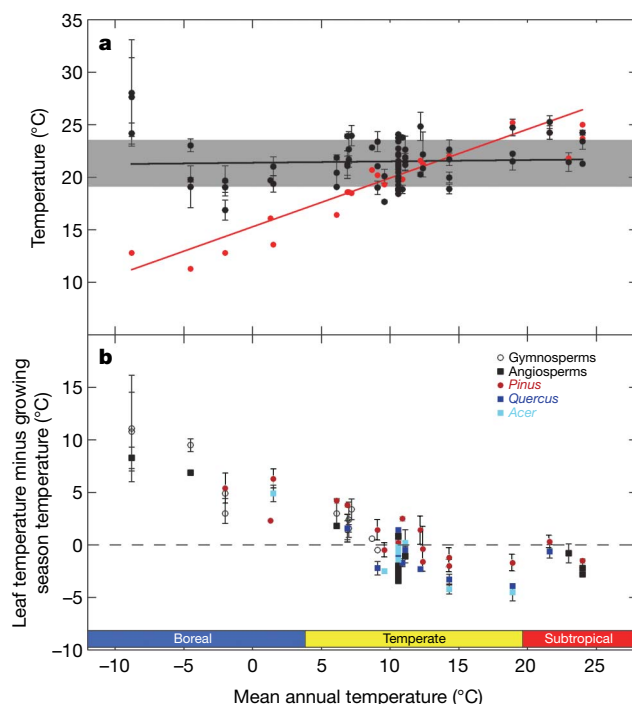 a
35
30
25
20
15
10
Temperature (°C)
b
Gymnosperms
Angiosperms
Pinus
Quercus
Acer
15
10
5
0
−5
−10
Leaf temperature minus growing
season temperature (°C)
Boreal Temperate Subtropical
−10 −5 0 5 10 15 20 25
Mean annual temperature (°C)